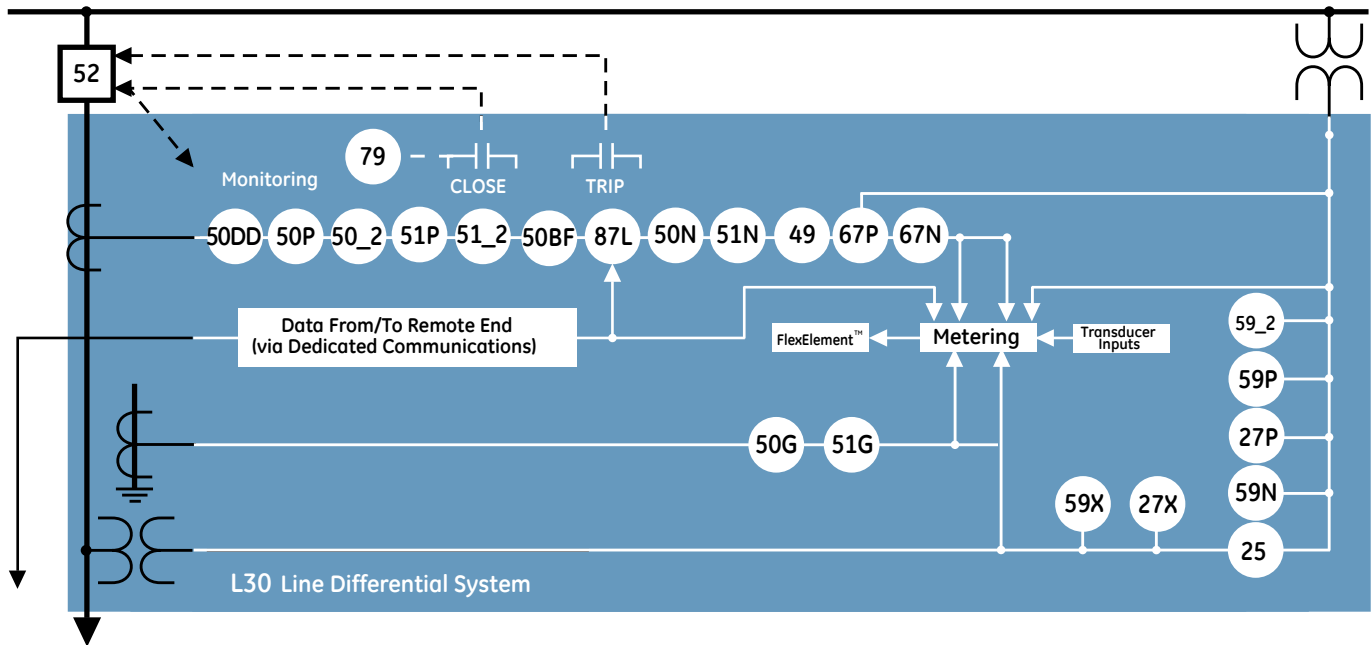 52
79
Monitoring
CLOSE
TRIP
50DD
50P
50_2
51P
51_2
50BF
87L
50N
51N
49
67P
67N
Data From/To Remote End
(via Dedicated Communications)
FlexElement™
Metering
Transducer
Inputs
59_2
59P
27P
59N
25
50G
51G
59X
27X
L30 Line Differential System